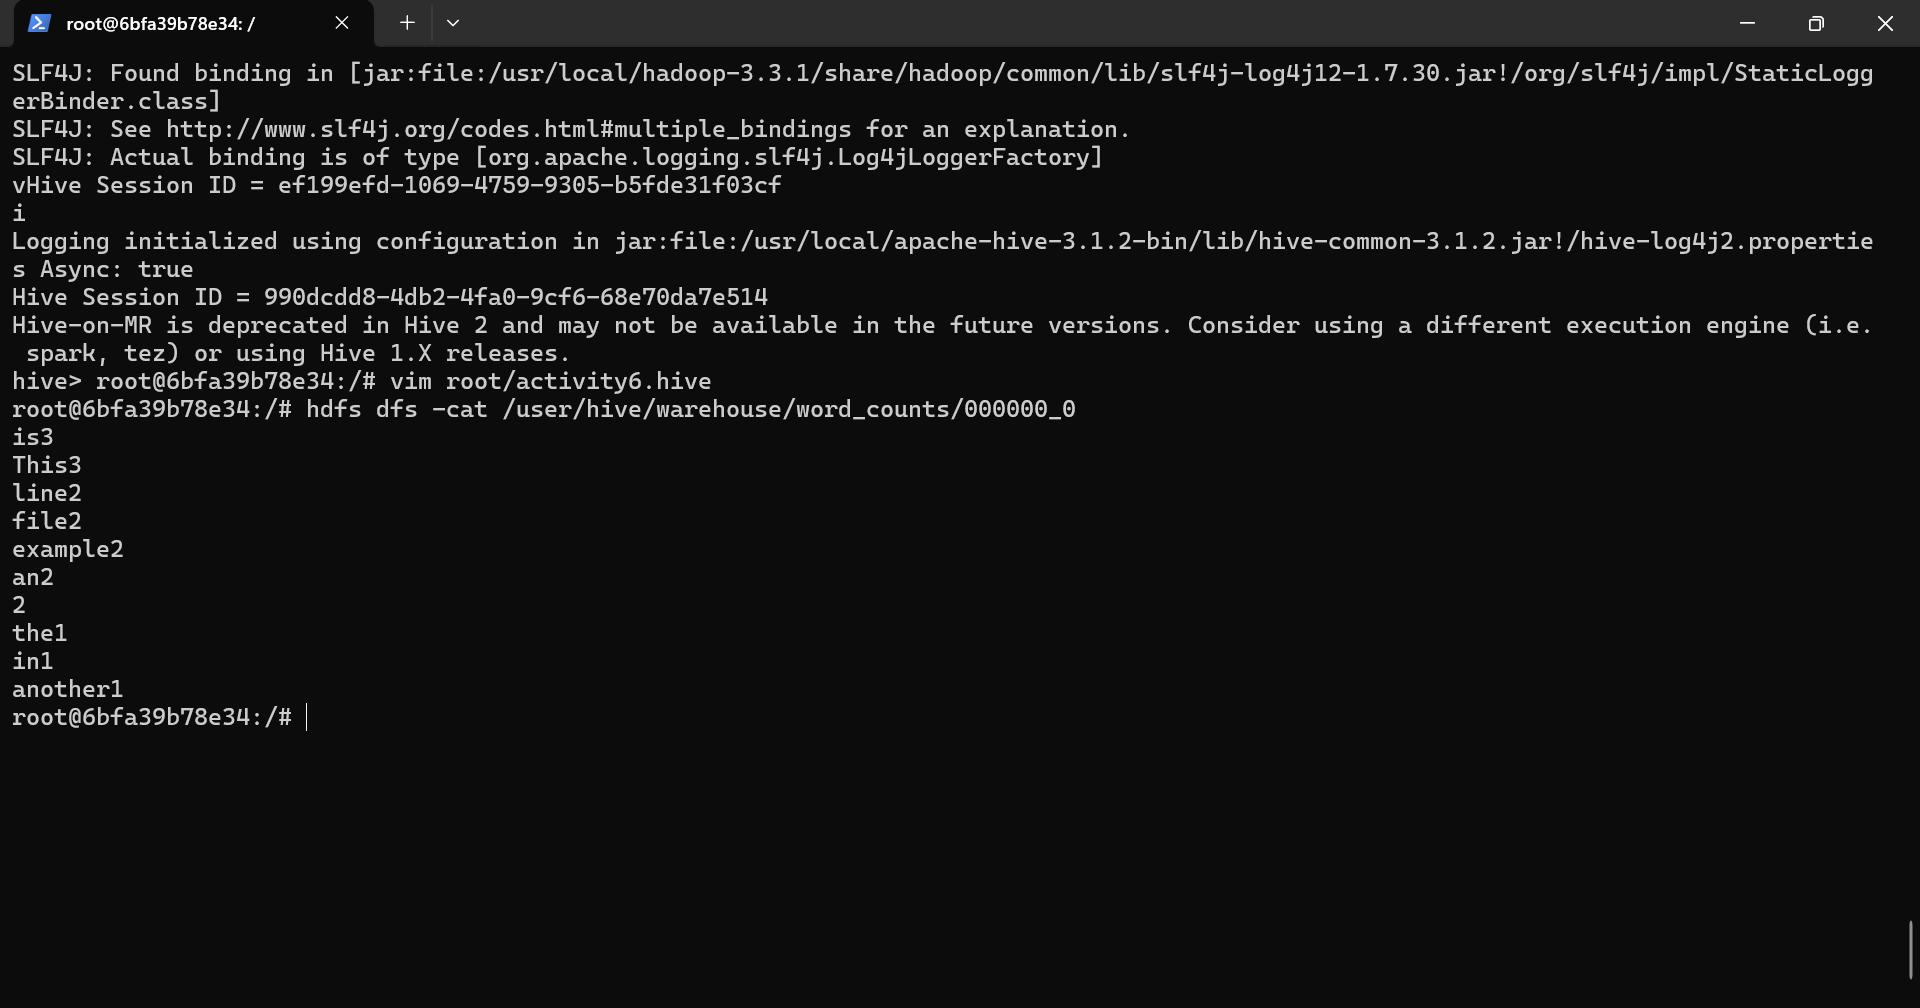 root@6bfa39b78e34: /
SLF4J: Found binding in [jar:file:/usr/local/hadoop-3.3.1/share/hadoop/common/lib/slf4j-log4j12-1.7.30.jar!/org/slf4j/impl/StaticLogg
erBinder.class]
SLF4J: See http://www.slf4j.org/codes.html#multiple_bindings for an explanation.
SLF4J: Actual binding is of type [org.apache.logging.slf4j.Log4jLoggerFactory]
vHive Session ID = ef199efd-1069-4759-9305-b5fde31f03cf
i
Logging initialized using configuration in jar:file:/usr/local/apache-hive-3.1.2-bin/lib/hive-common-3.1.2.jar!/hive-log4j2.propertie
s Async: true
Hive Session ID = 990dcdd8-4db2-4fa0-9cf6-68e70da7e514
Hive-on-MR is deprecated in Hive 2 and may not be available in the future versions. Consider using a different execution engine (i.e.
 spark, tez) or using Hive 1.X releases.
hive> root@6bfa39b78e34:/# vim root/activity6.hive
root@6bfa39b78e34:/# hdfs dfs -cat /user/hive/warehouse/word_counts/000000_0
is3
This3
line2
file2
example2
an2
2
the1
in1
another1
root@6bfa39b78e34:/#